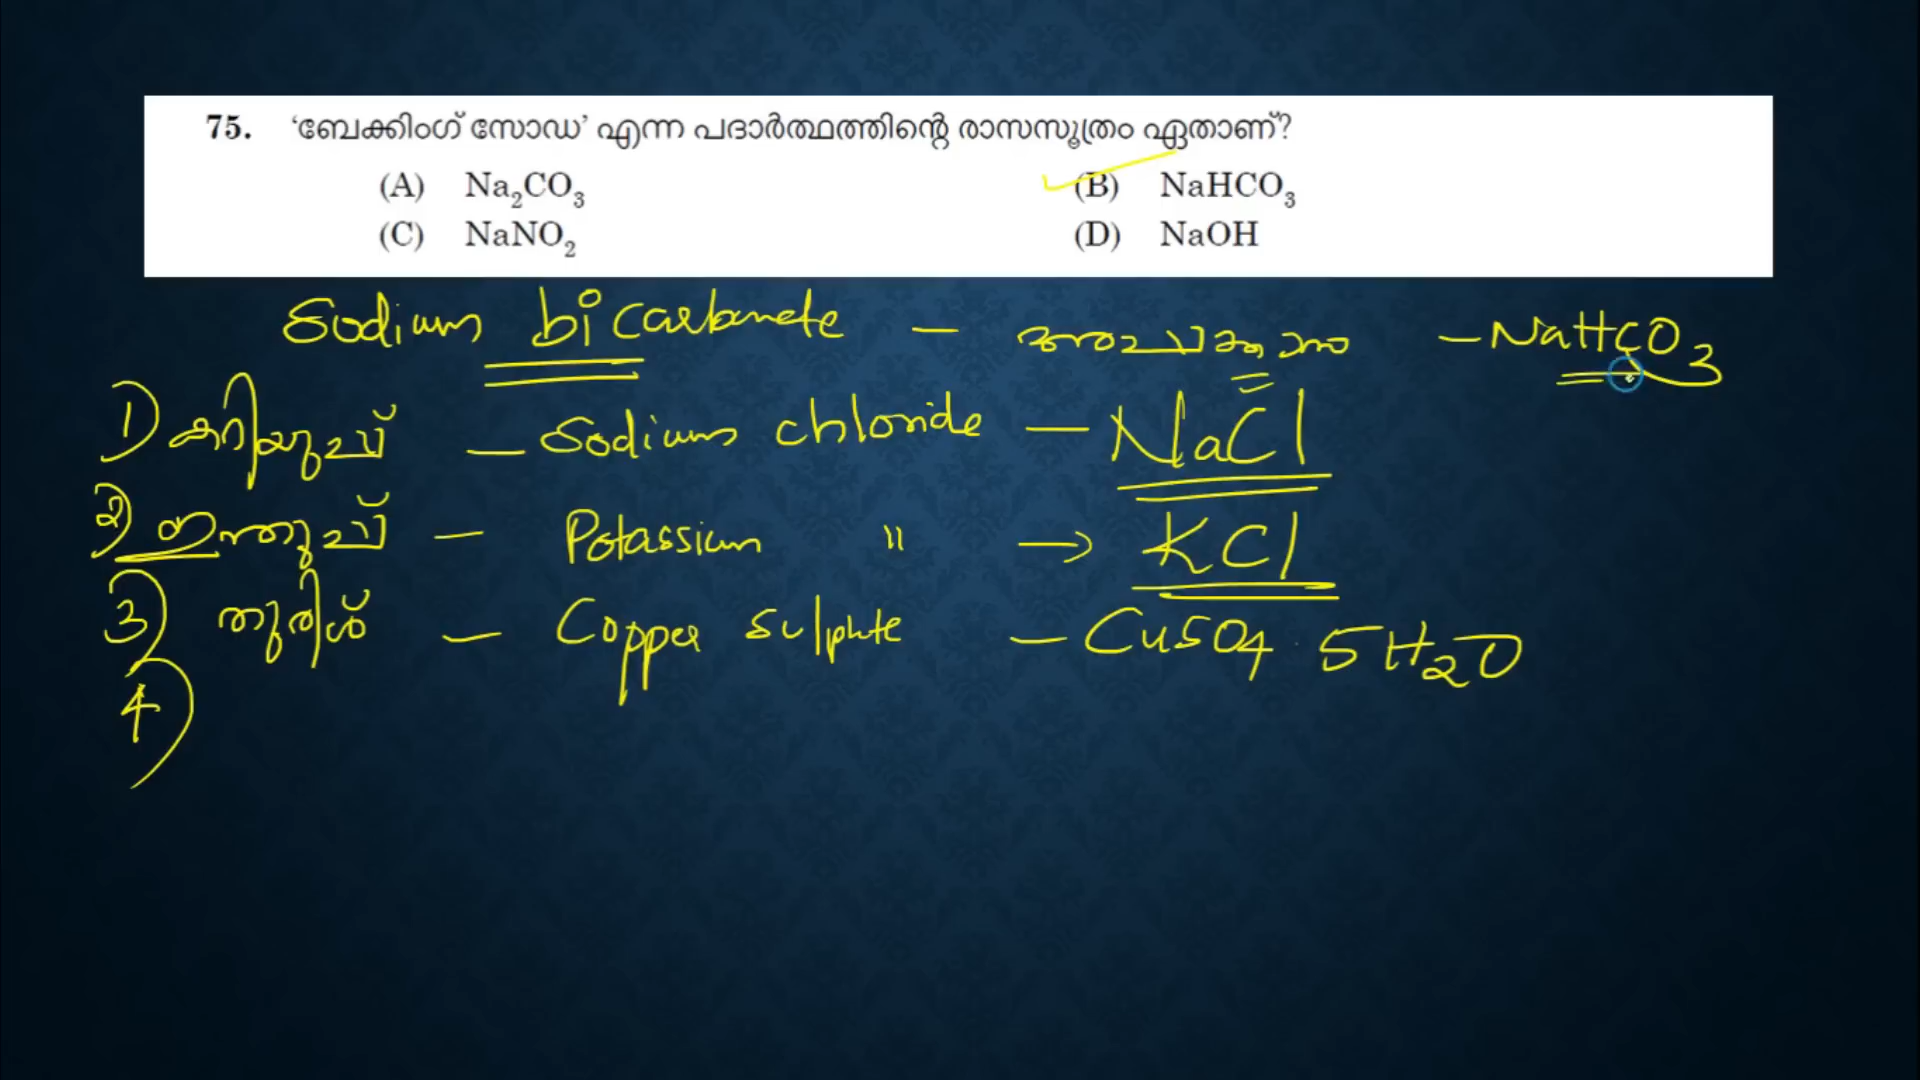 75. ‘ബേക്കിംഗ് സോഡ’ എന്ന പദാർത്ഥത്തിന്റെ രാസസൂത്രം ഏതാണ്?
(A) Na₂CO₃ (B) NaHCO₃
(C) NaNO₂ (D) NaOH
Sodium bicarbonate – – NaHCO₃
1) കറിയുപ്പ് – Sodium chloride – NaCl
2) ഇന്തുപ്പ് – Potassium " → KCl
3) തുരിശ് – Copper sulphte – CuSO4 5H₂O
4)